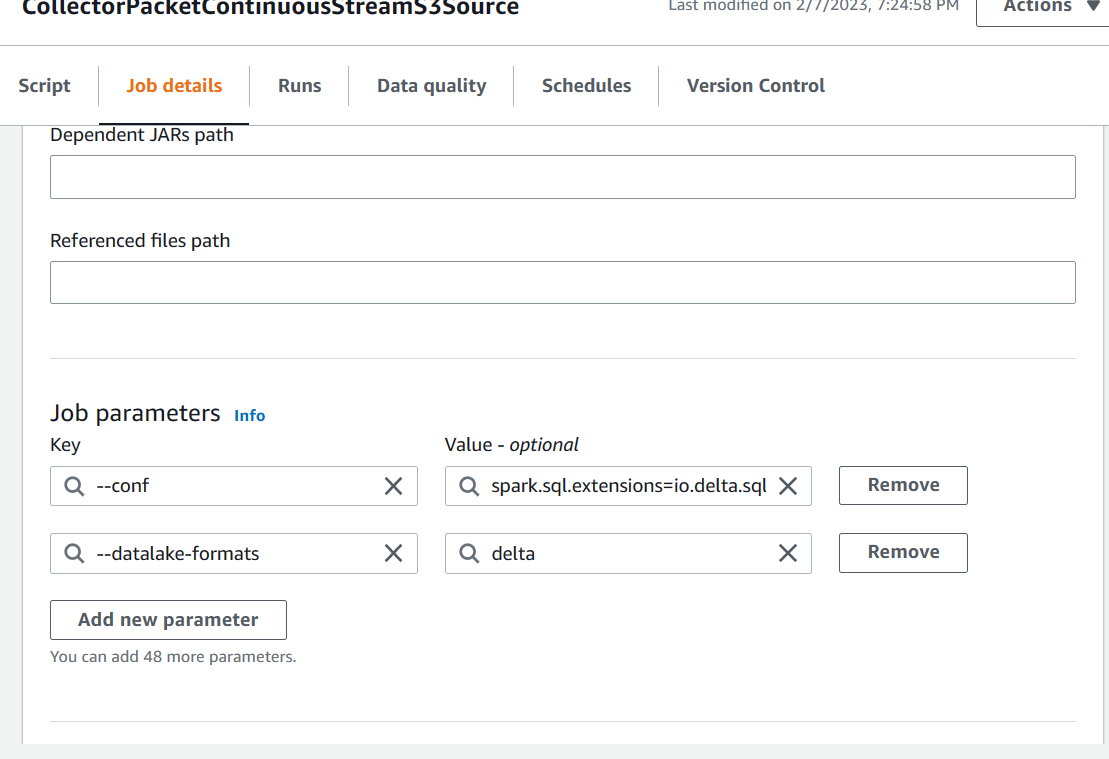 CollectorPacketContinuousStreamS3Source
Last modified on 2/7/2023, 7:24:58 PM
Actions
Script
Job details
Runs
Data quality
Schedules
Version Control
Dependent JARs path
Referenced files path
Job parameters Info
Key
Value - optional
--conf
spark.sql.extensions=io.delta.sql
Remove
--datalake-formats
delta
Remove
Add new parameter
You can add 48 more parameters.